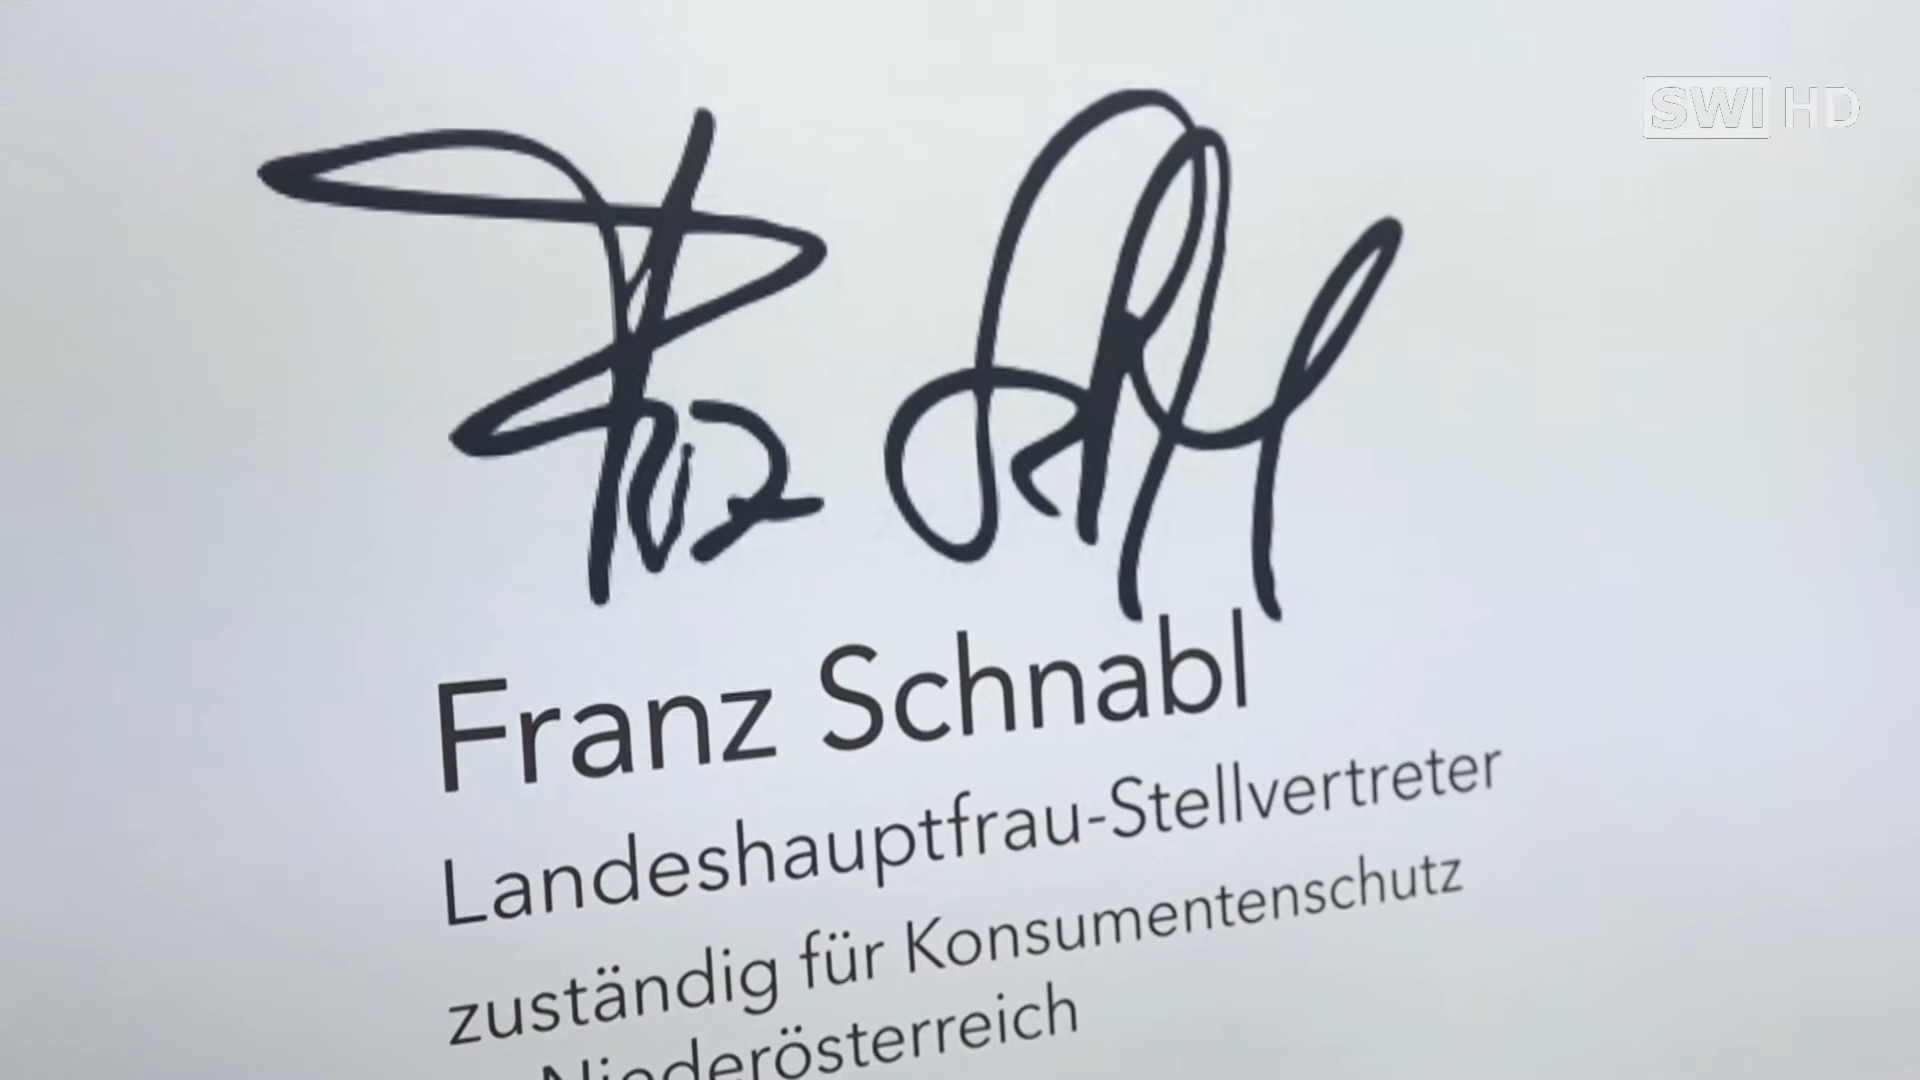 SWI HD
Franz Schnabl
Landeshauptfrau-Stellvertreter
zuständig für Konsumentenschutz
Niederösterreich